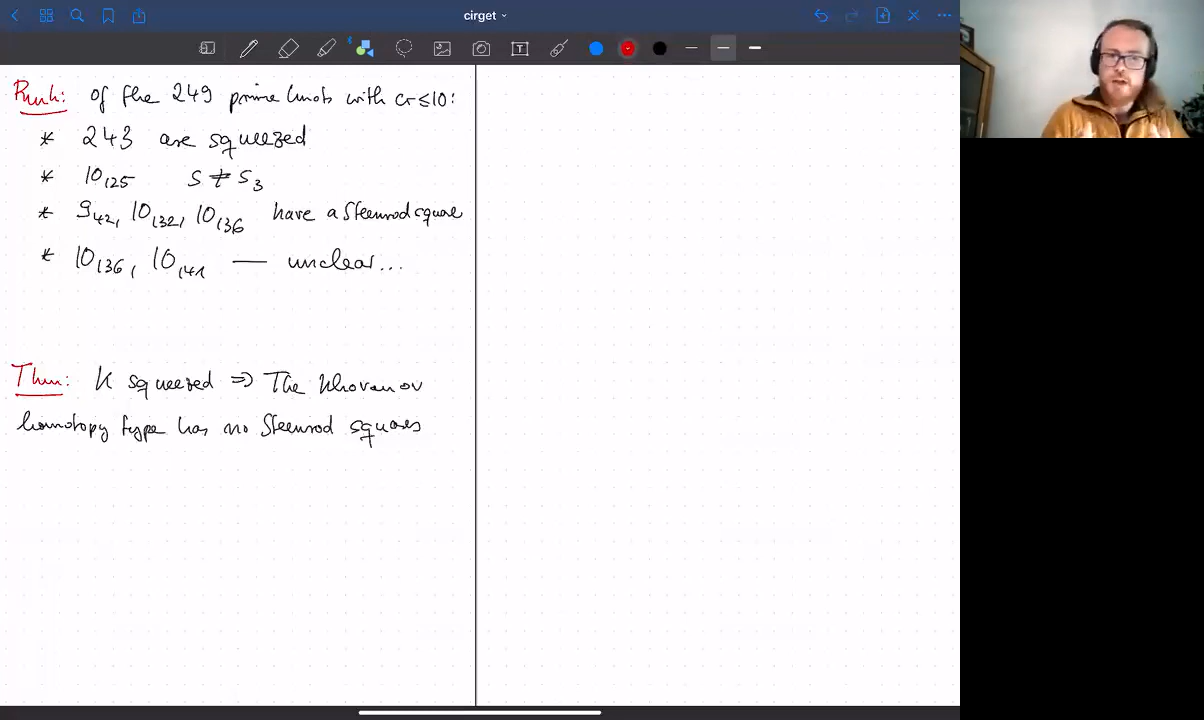 cirget
Rmk: of the 249 prime knots with cr ≤ 10:
* 243 are squeezed
* 10₁₂₅ s ≠ s₃
* 9₄₂, 10₁₃₂, 10₁₃₆ have a Steenrod square
* 10₁₃₆, 10₁₄₁ — unclear...
Thm: K squeezed => The Khovanov
homotopy type has no Steenrod squares